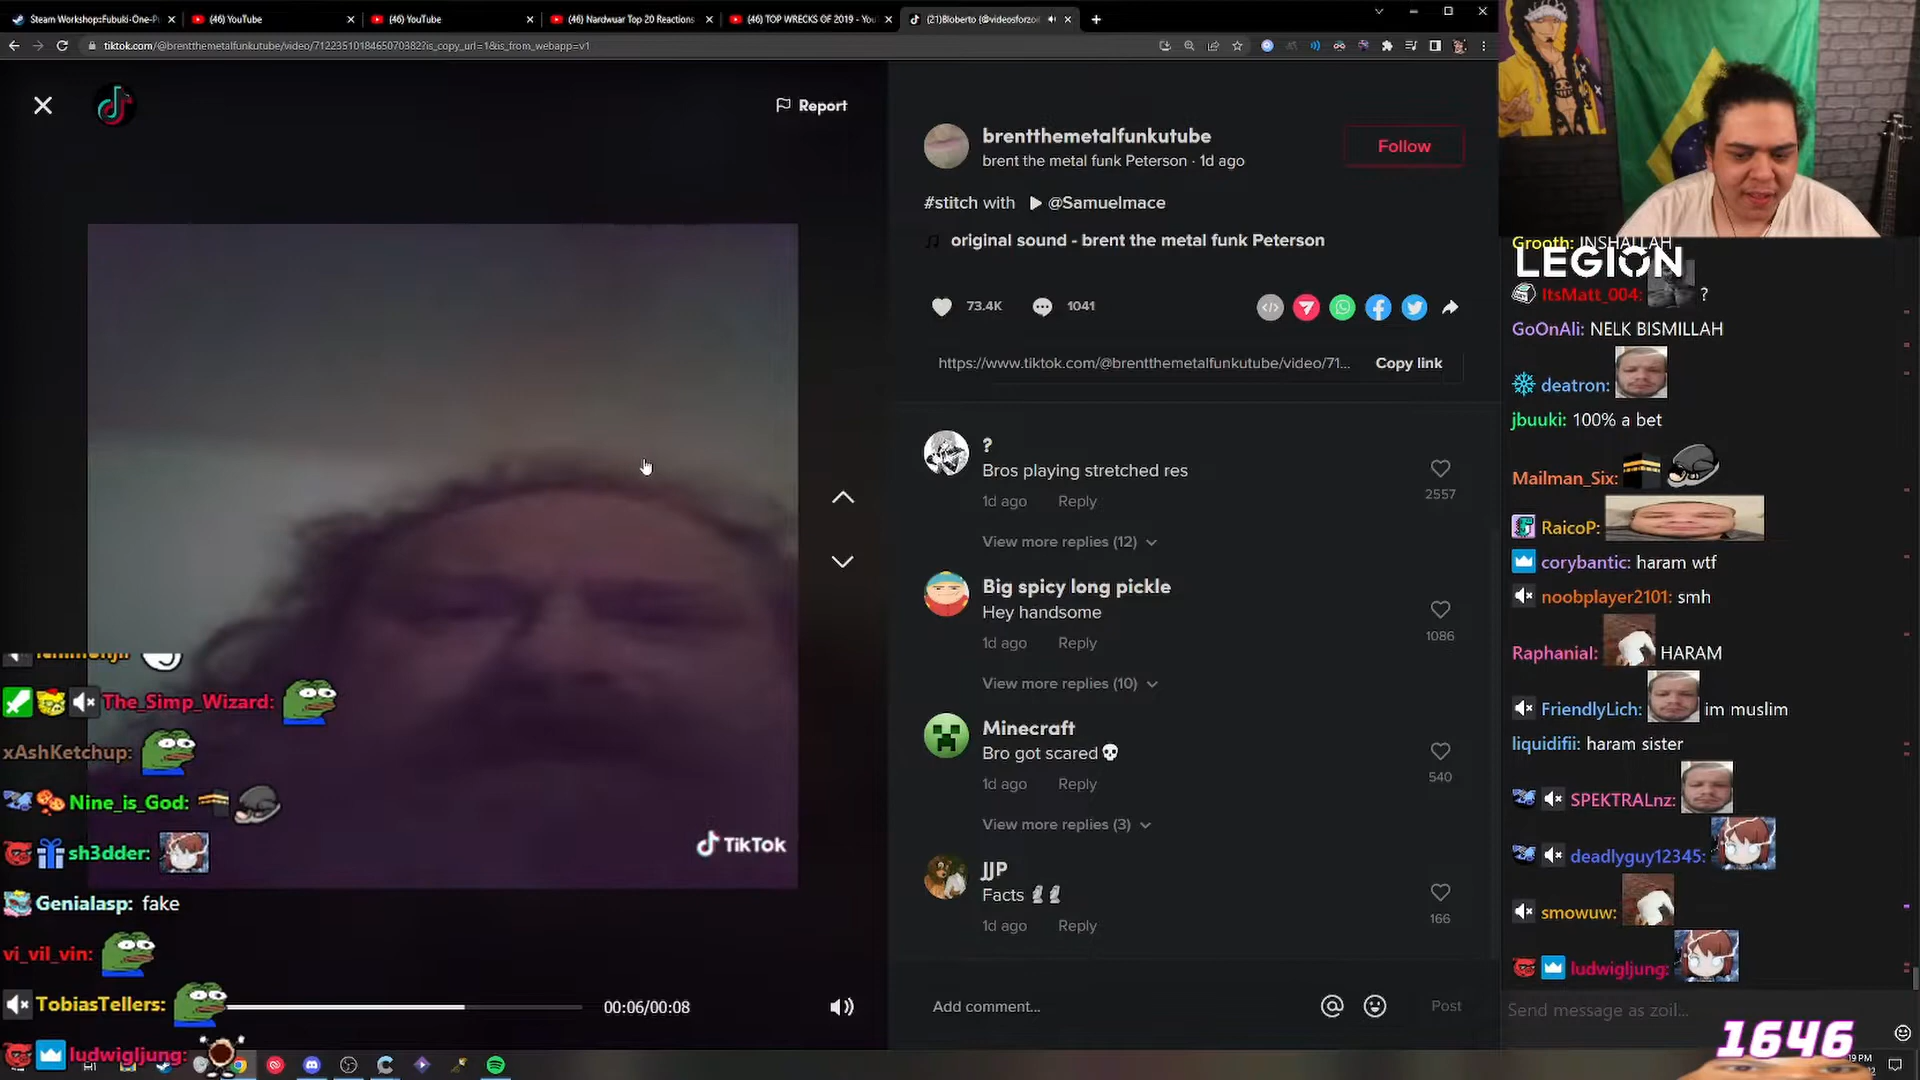 Steam Workshop::Fubuki-One-P
(46) YouTube
(46) YouTube
(46) Nardwuar Top 20 Reactions
(46) TOP WRECKS OF 2019 - You
(21)Bloberto (@videosforzo
tiktok.com/@brentthemetalfunkutube/video/7122351018465070382?is_copy_url=1&is_from_webapp=v1
Report
brentthemetalfunkutube
brent the metal funk Peterson · 1d ago
Follow
#stitch with @Samuelmace
original sound - brent the metal funk Peterson
73.4K
1041
https://www.tiktok.com/@brentthemetalfunkutube/video/71...
Copy link
?
Bros playing stretched res
1d ago Reply
2557
View more replies (12)
Big spicy long pickle
Hey handsome
1d ago Reply
1086
View more replies (10)
Minecraft
Bro got scared💀
1d ago Reply
540
View more replies (3)
JJP
Facts 🗿🗿
1d ago Reply
166
Add comment...
Post
TikTok
00:06/00:08
The_Simp_Wizard:
xAshKetchup:
Nine_is_God:
sh3dder:
Genialasp: fake
vi_vil_vin:
TobiasTellers:
ludwigljung:
Grooth: INSHALLAH
LEGION
ItsMatt_004: ?
GoOnAli: NELK BISMILLAH
deatron:
jbuuki: 100% a bet
Mailman_Six:
RaicoP:
corybantic: haram wtf
noobplayer2101: smh
Raphanial: HARAM
FriendlyLich: im muslim
liquidifii: haram sister
SPEKTRALnz:
deadlyguy12345:
smowuw:
ludwigljung:
Send message as zoil...
1646